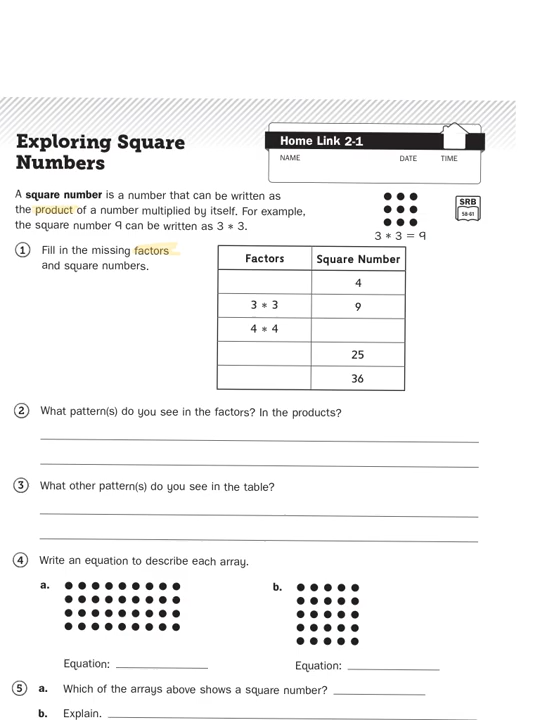 Exploring Square
Numbers
Home Link 2-1
NAME DATE TIME
A square number is a number that can be written as
the product of a number multiplied by itself. For example,
the square number 9 can be written as 3 * 3.
3 * 3 = 9
SRB
58-61
1 Fill in the missing factors
and square numbers.
Factors Square Number
4
3 * 3 9
4 * 4
25
36
2 What pattern(s) do you see in the factors? In the products?
3 What other pattern(s) do you see in the table?
4 Write an equation to describe each array.
a. b.
Equation: Equation:
5 a. Which of the arrays above shows a square number?
b. Explain.